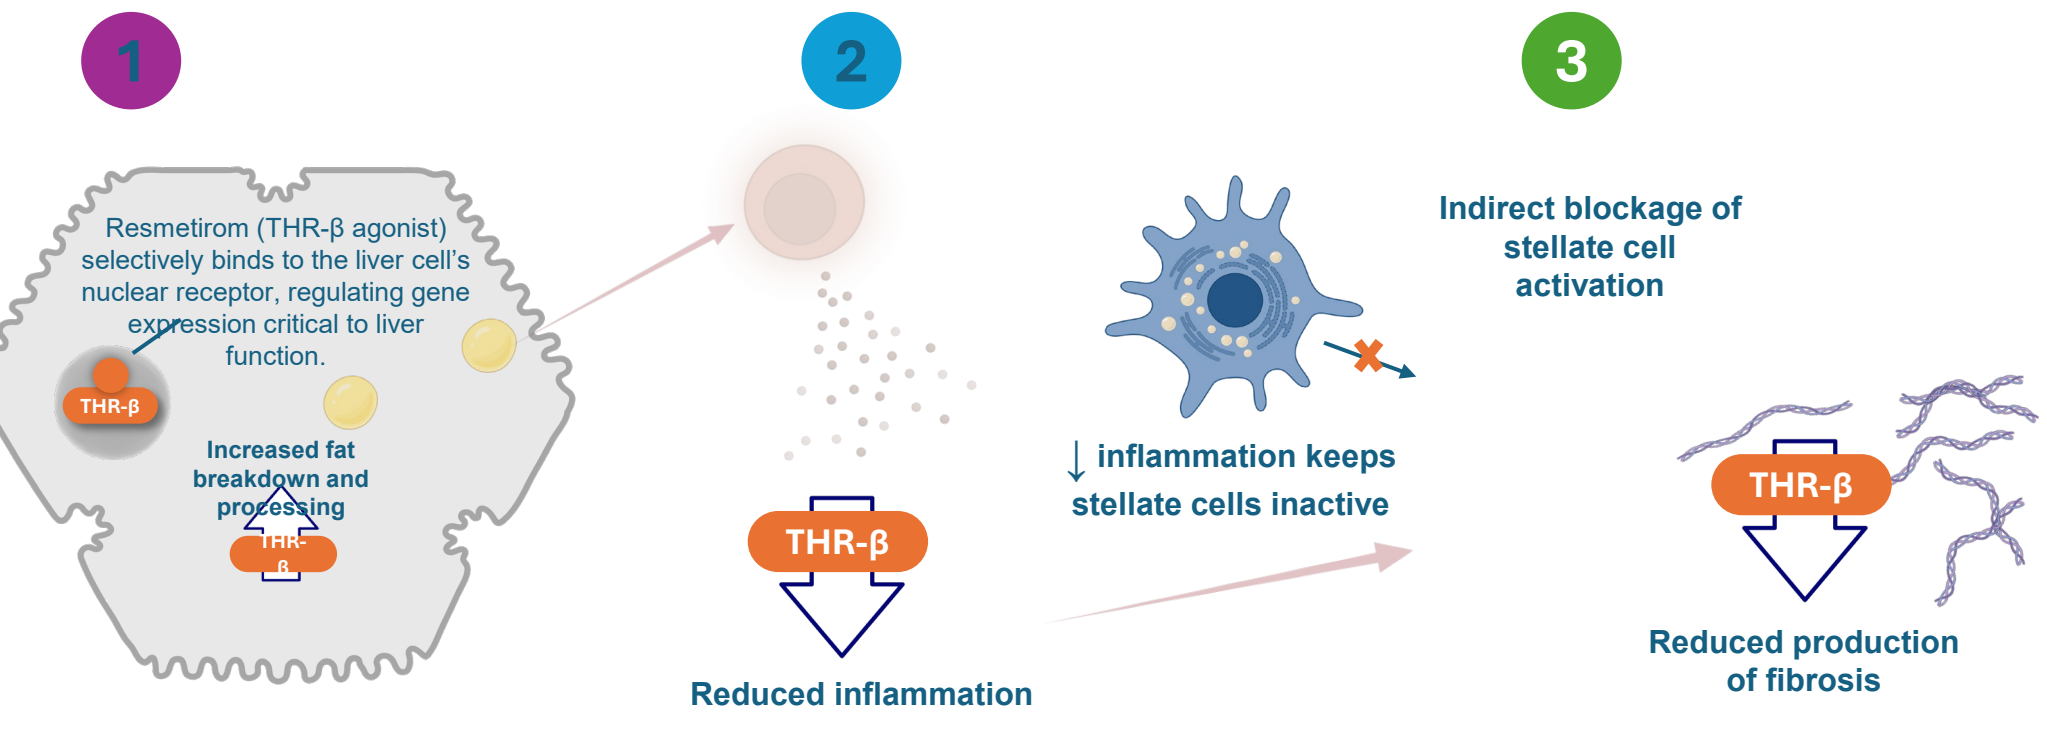 1
Resmetirom (THR-β agonist)
selectively binds to the liver cell's
nuclear receptor, regulating gene
expression critical to liver
function.
THR-β
Increased fat
breakdown and
processing
THR-
β
2
THR-β
Reduced inflammation
↓ inflammation keeps
stellate cells inactive
3
Indirect blockage of
stellate cell
activation
THR-β
Reduced production
of fibrosis